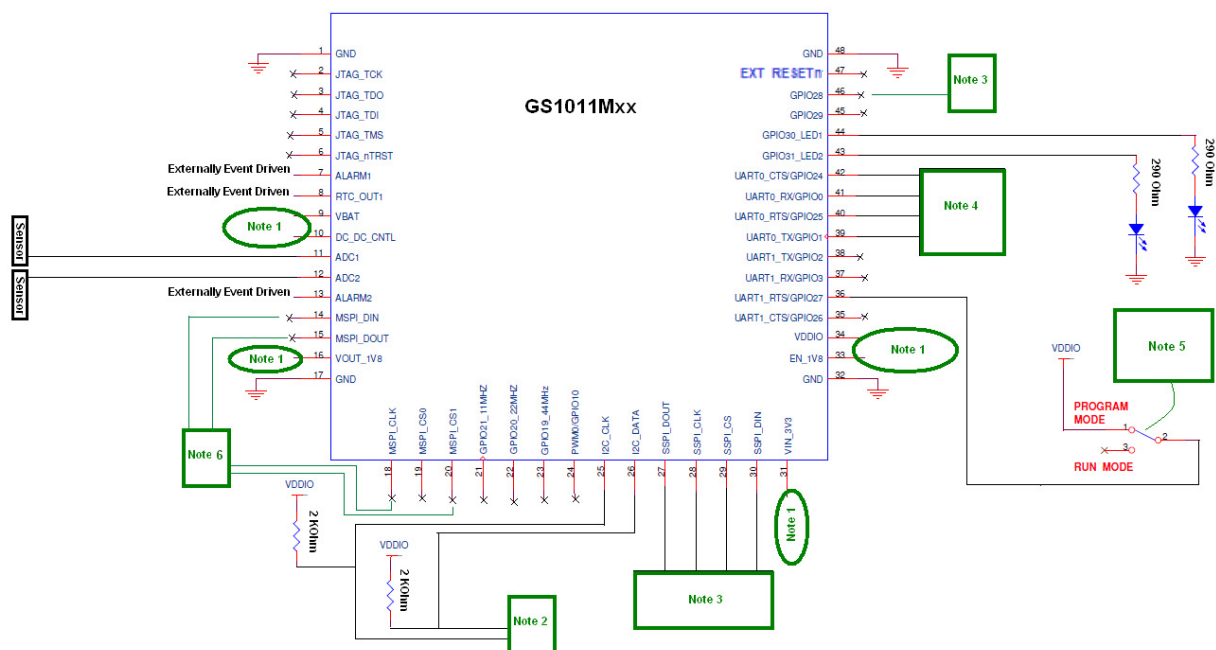 GS1011Mxx
1 GND
2 JTAG_TCK
3 JTAG_TDO
4 JTAG_TDI
5 JTAG_TMS
6 JTAG_nTRST
Externally Event Driven 7 ALARM1
Externally Event Driven 8 RTC_OUT1
9 VBAT
Note 1
10 DC_DC_CNTL
Sensor 11 ADC1
Sensor 12 ADC2
Externally Event Driven 13 ALARM2
14 MSPI_DIN
15 MSPI_DOUT
Note 1 16 VOUT_1V8
17 GND
GND 48
EXT RESETn 47
GPIO28 46
Note 3
GPIO29 45
GPIO30_LED1 44
GPIO31_LED2 43
290 Ohm
290 Ohm
UART0_CTS/GPIO24 42
UART0_RX/GPIO0 41
Note 4
UART0_RTS/GPIO25 40
UART0_TX/GPIO1 39
UART1_TX/GPIO2 38
UART1_RX/GPIO3 37
UART1_RTS/GPIO27 36
UART1_CTS/GPIO26 35
VDDIO 34
Note 1
EN_1V8 33
GND 32
Note 5
VDDIO
PROGRAM
MODE
1
2
3
RUN MODE
MSPI_CLK 18
MSPI_CS0 19
MSPI_CS1 20
GPIO21_11MHZ 21
GPIO20_22MHZ 22
GPIO19_44MHz 23
PWM0/GPIO10 24
I2C_CLK 25
I2C_DATA 26
SSPI_DOUT 27
SSPI_CLK 28
SSPI_CS 29
SSPI_DIN 30
VIN_3V3 31
Note 6
VDDIO
2 KOhm
VDDIO
2 KOhm
Note 2
Note 3
Note 1